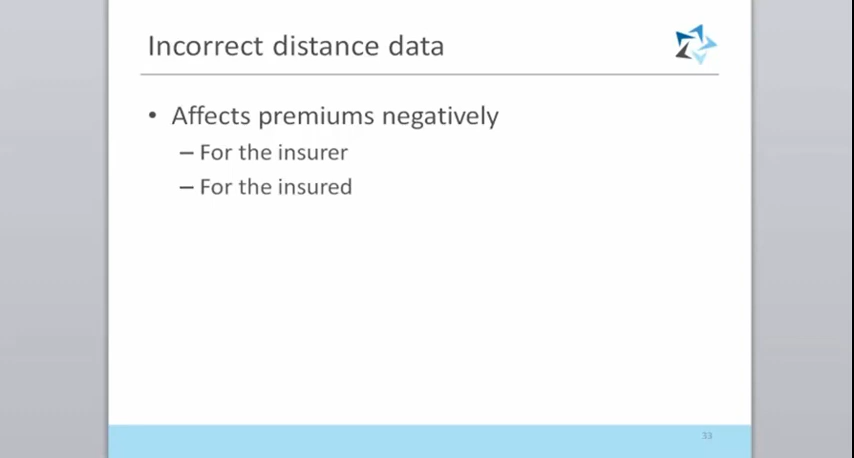 Incorrect distance data
• Affects premiums negatively
– For the insurer
– For the insured
33